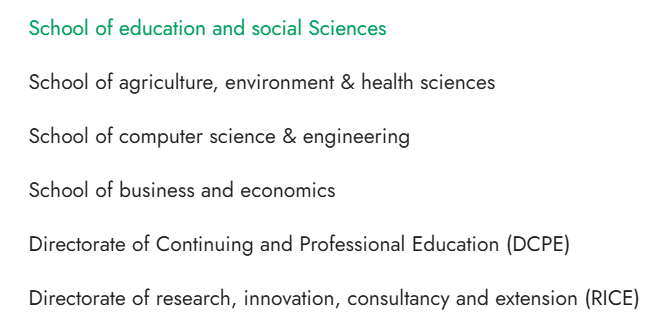 School of education and social Sciences
School of agriculture, environment & health sciences
School of computer science & engineering
School of business and economics
Directorate of Continuing and Professional Education (DCPE)
Directorate of research, innovation, consultancy and extension (RICE)